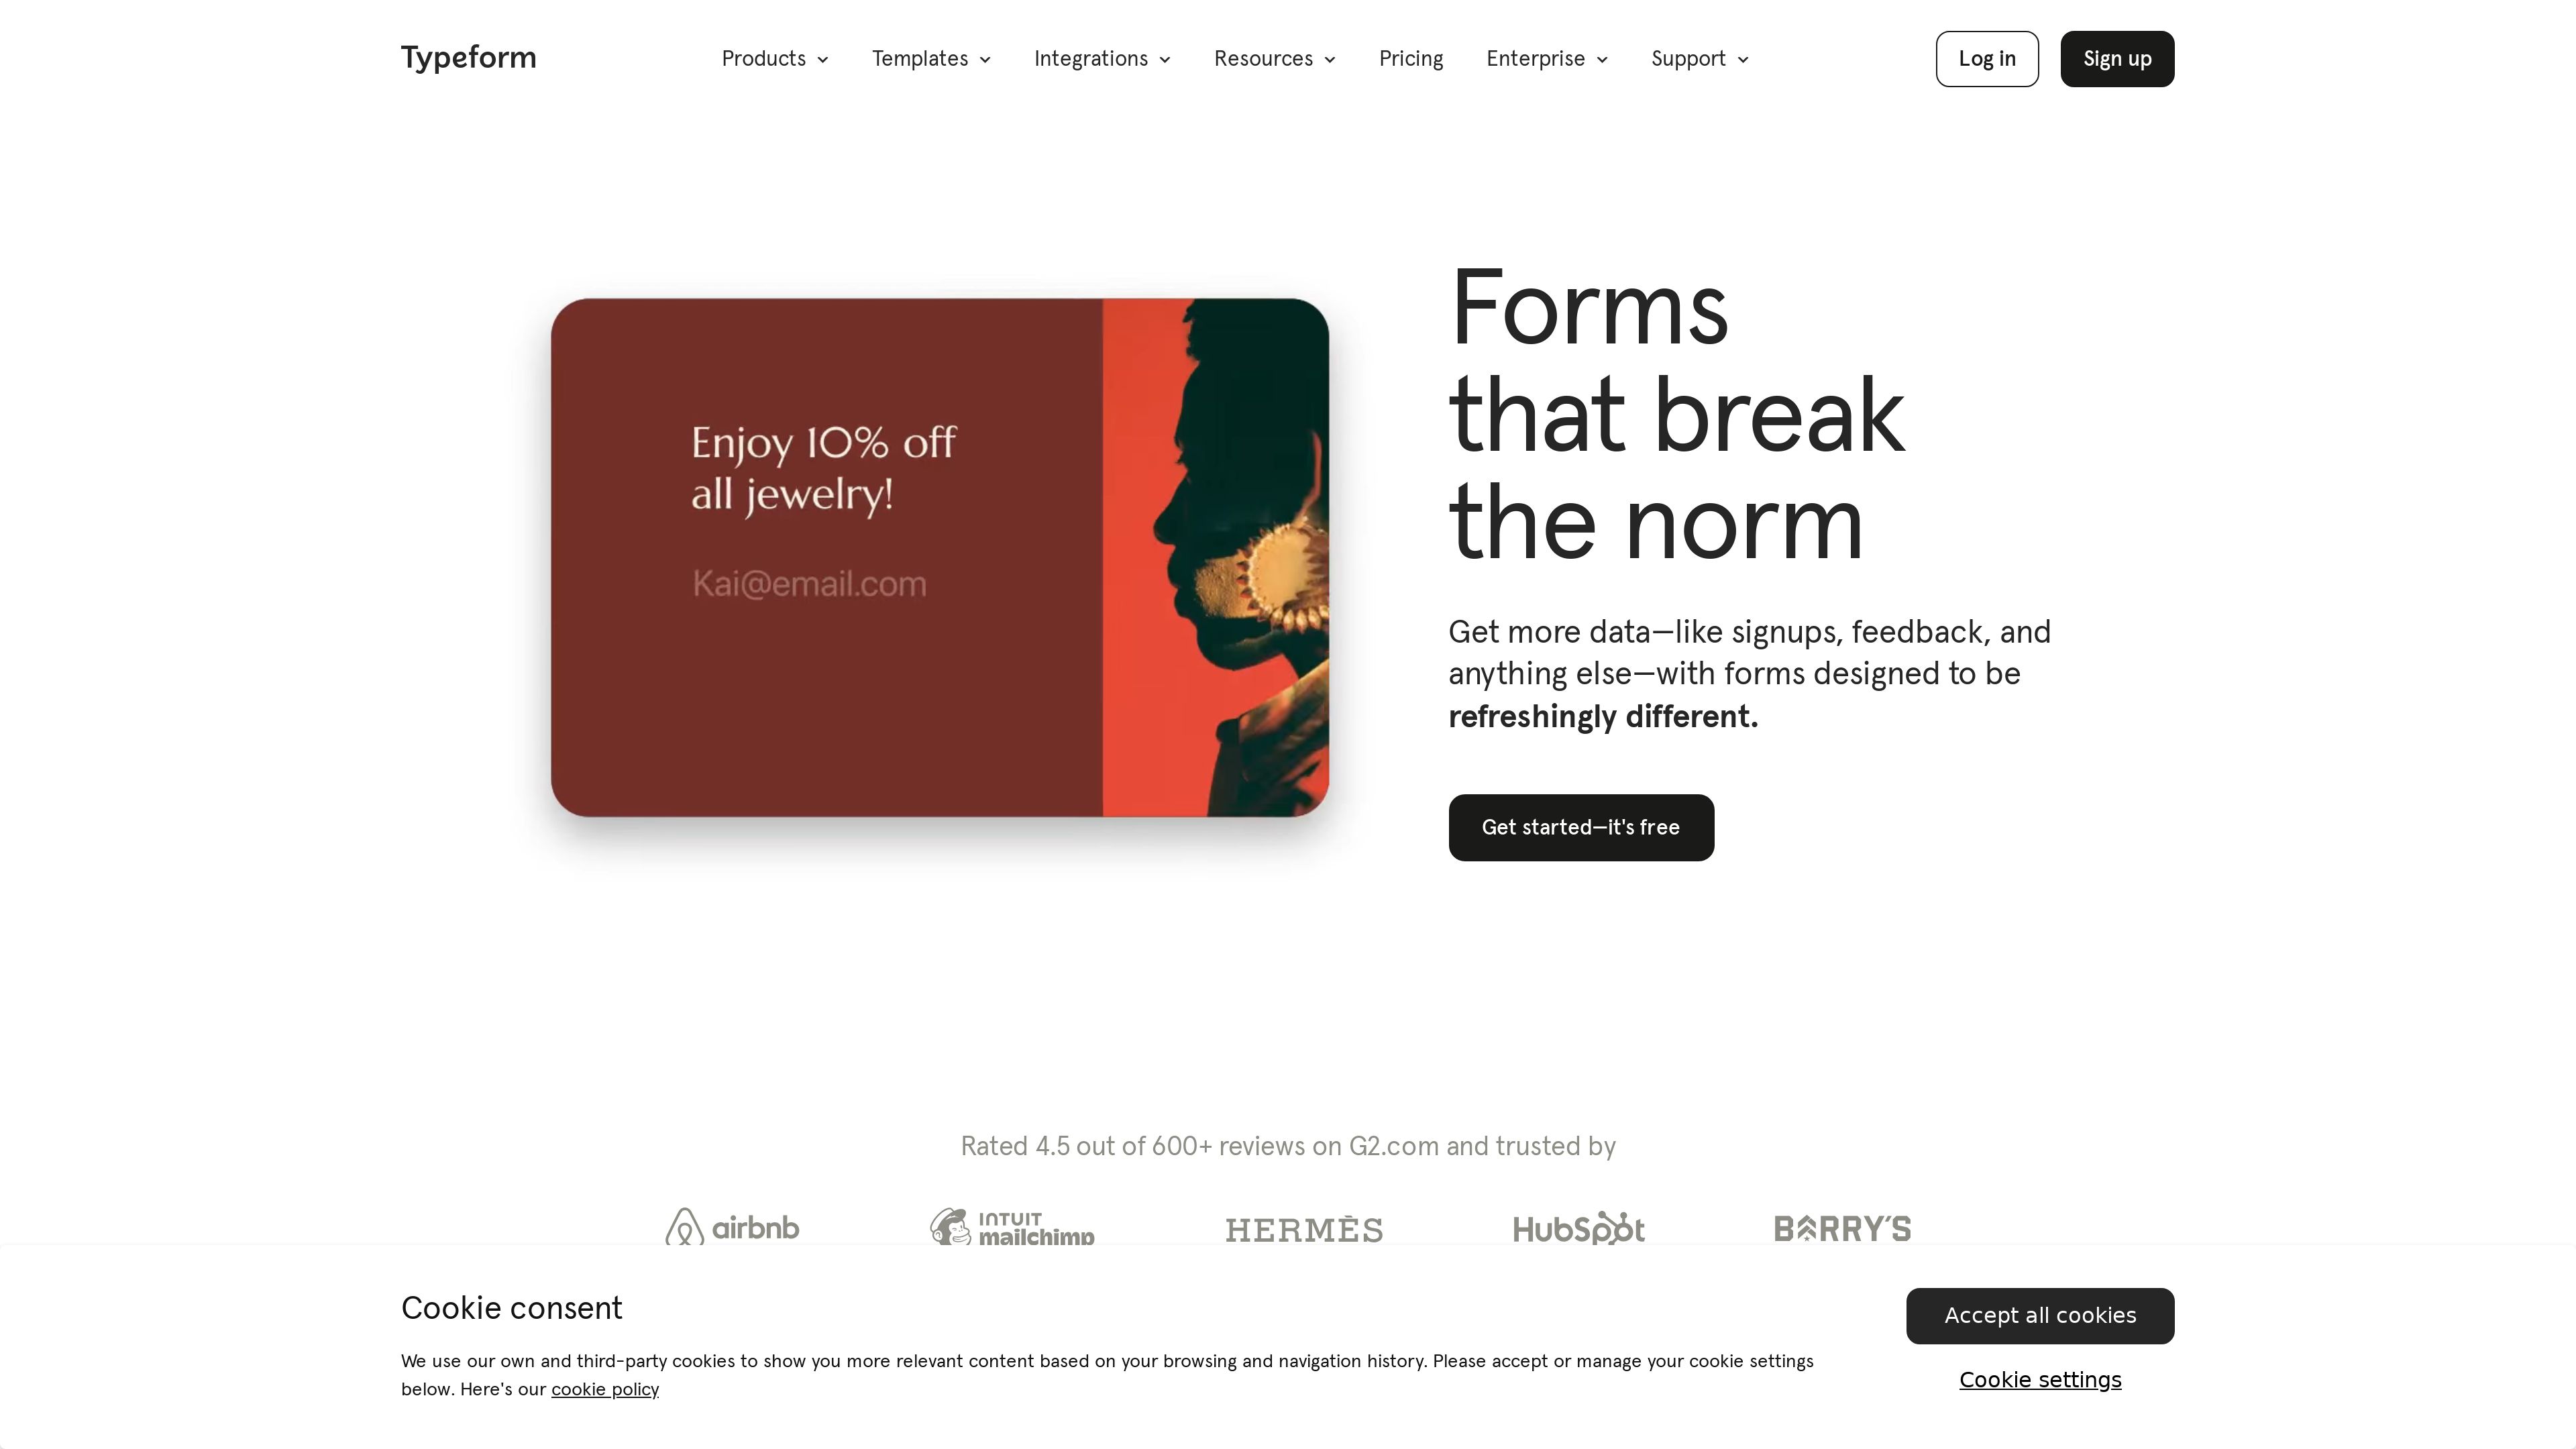 Typeform
Products
Templates
Integrations
Resources
Pricing
Enterprise
Support
Log in
Sign up
Enjoy 10% off
all jewelry!
Kai@email.com
Forms
that break
the norm
Get more data—like signups, feedback, and
anything else—with forms designed to be
refreshingly different.
Get started—it's free
Rated 4.5 out of 600+ reviews on G2.com and trusted by
airbnb
INTUIT
mailchimp
HERMÈS
HubSpot
BARRY'S
Cookie consent
We use our own and third-party cookies to show you more relevant content based on your browsing and navigation history. Please accept or manage your cookie settings
below. Here's our cookie policy
Accept all cookies
Cookie settings